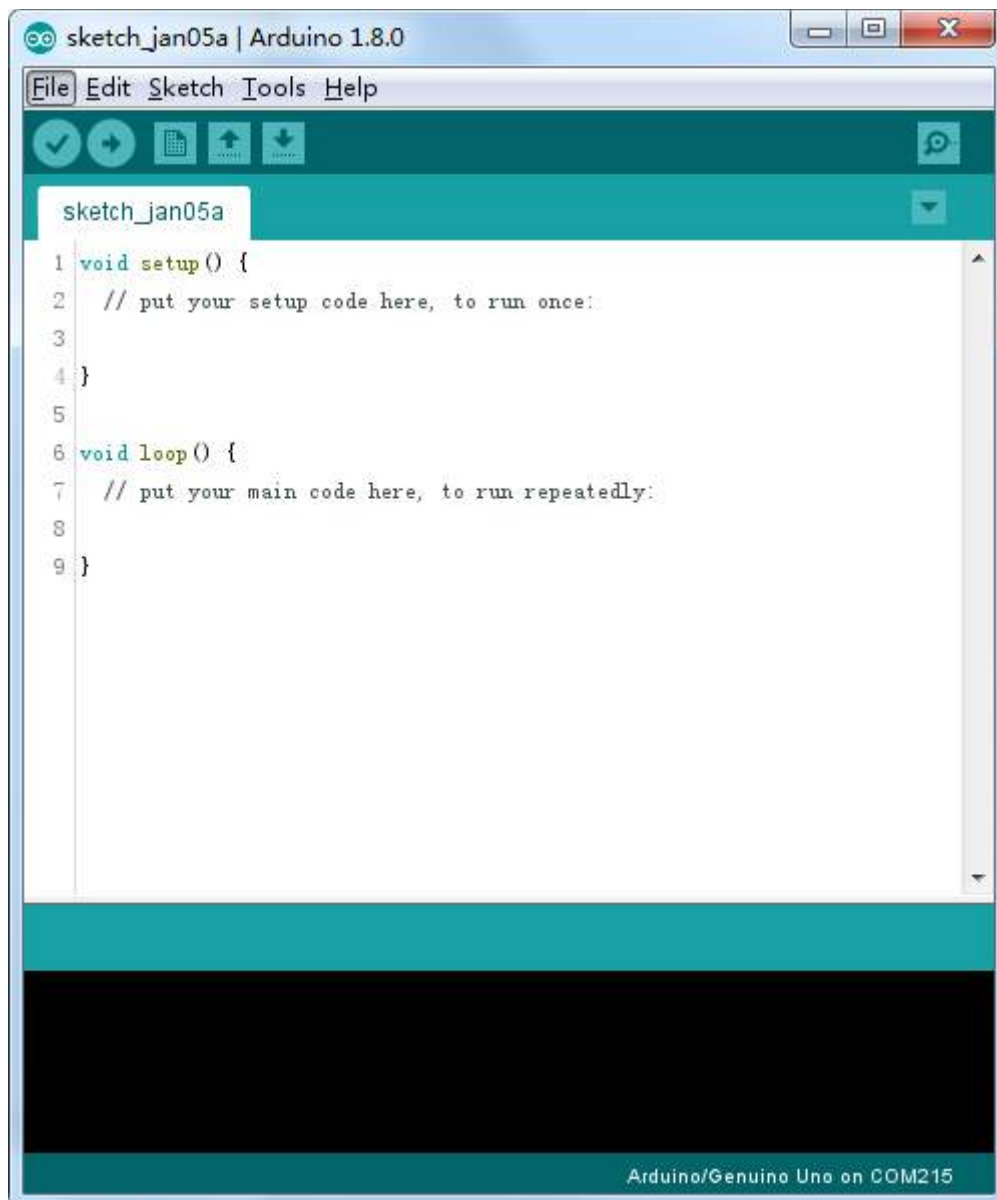 sketch_jan05a | Arduino 1.8.0
File Edit Sketch Tools Help
sketch_jan05a
1 void setup() {
2 // put your setup code here, to run once:
3
4 }
5
6 void loop() {
7 // put your main code here, to run repeatedly:
8
9 }
Arduino/Genuino Uno on COM215